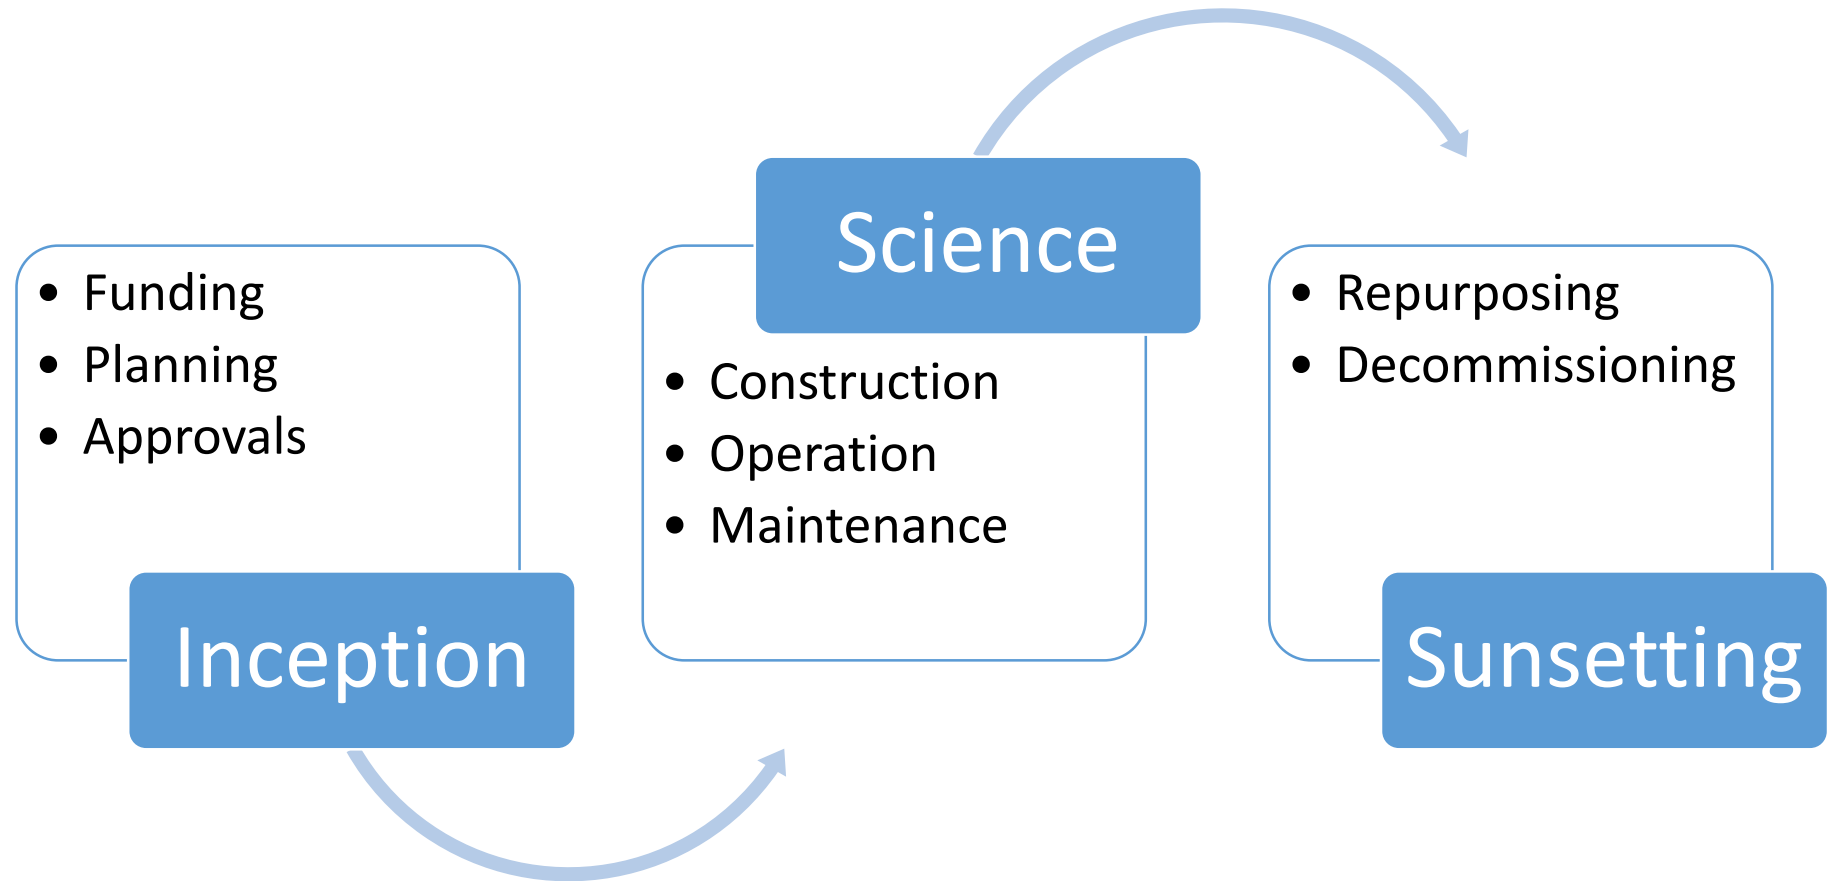 • Funding
• Planning
• Approvals
Inception
Science
• Construction
• Operation
• Maintenance
• Repurposing
• Decommissioning
Sunsetting